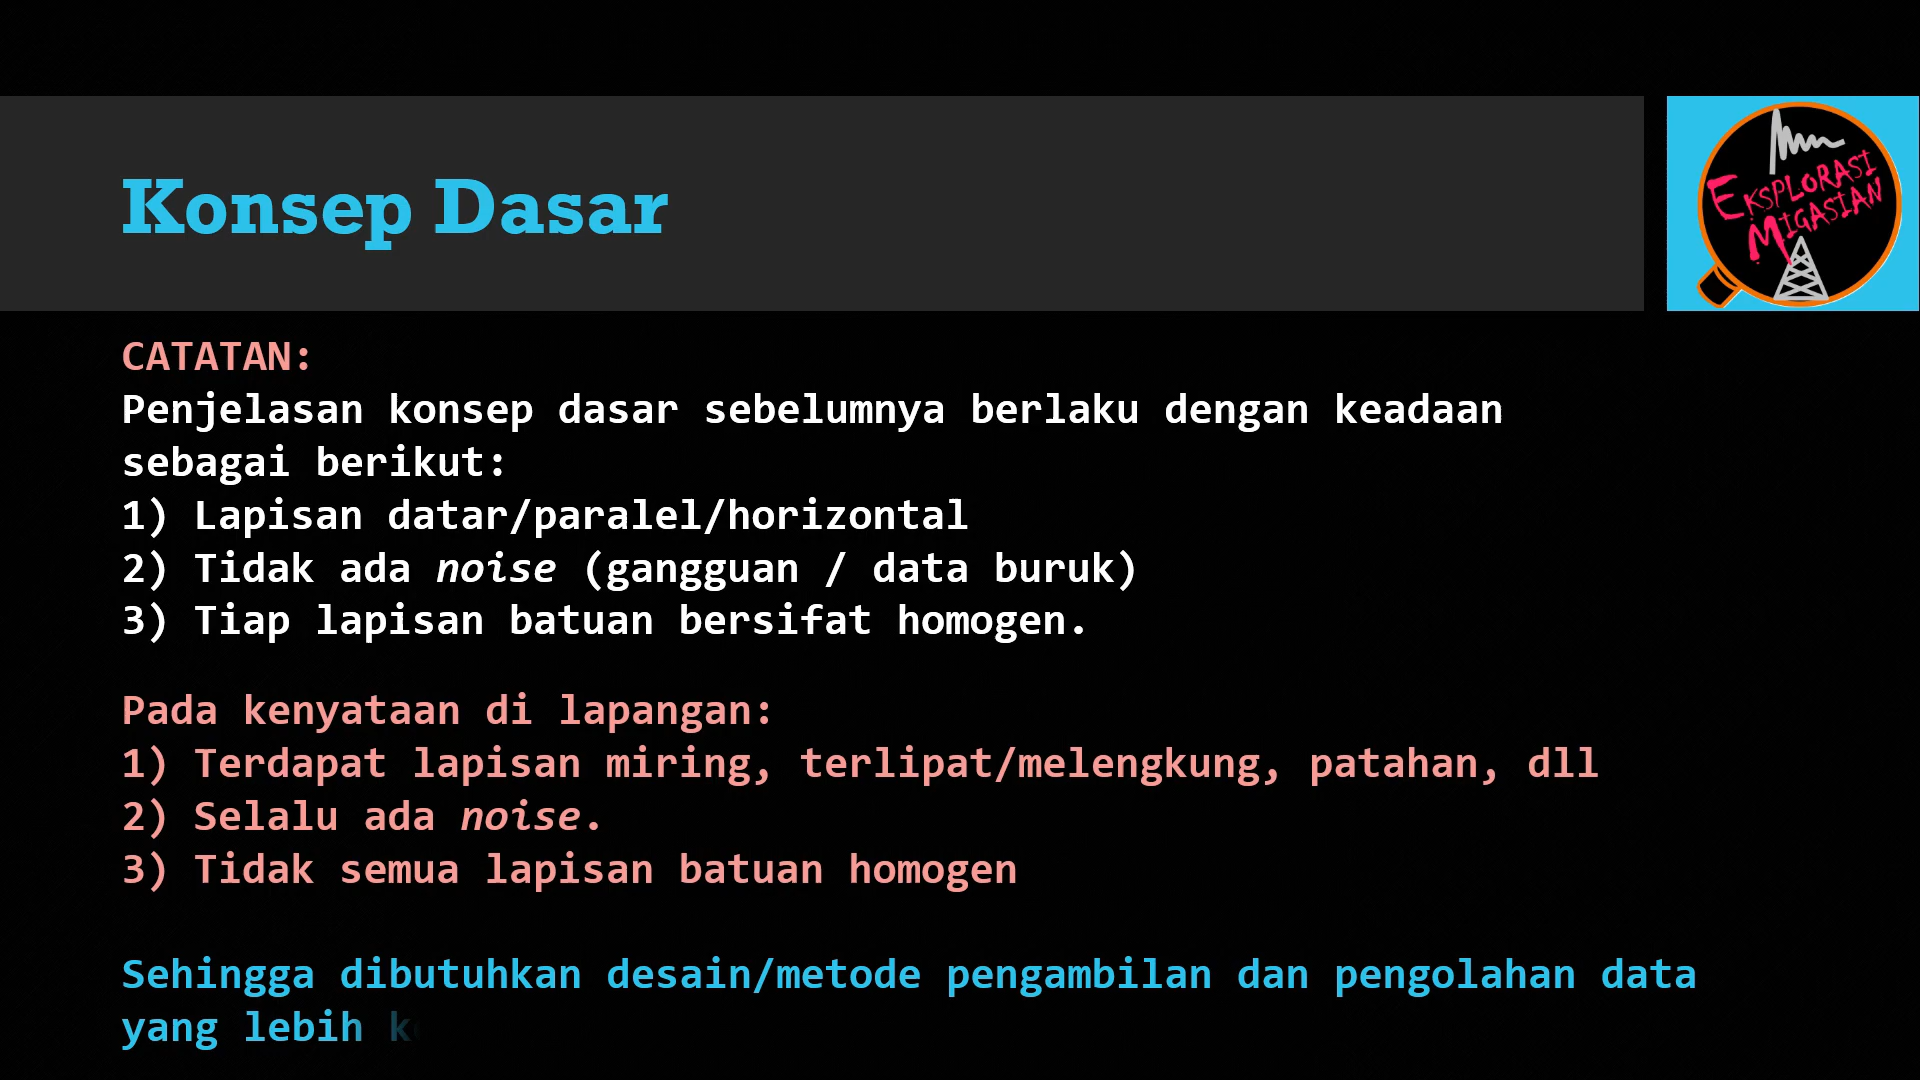 Konsep Dasar
EKSPLORASI
MIGASIAN
CATATAN:
Penjelasan konsep dasar sebelumnya berlaku dengan keadaan
sebagai berikut:
1) Lapisan datar/paralel/horizontal
2) Tidak ada noise (gangguan / data buruk)
3) Tiap lapisan batuan bersifat homogen.
Pada kenyataan di lapangan:
1) Terdapat lapisan miring, terlipat/melengkung, patahan, dll
2) Selalu ada noise.
3) Tidak semua lapisan batuan homogen
Sehingga dibutuhkan desain/metode pengambilan dan pengolahan data
yang lebih